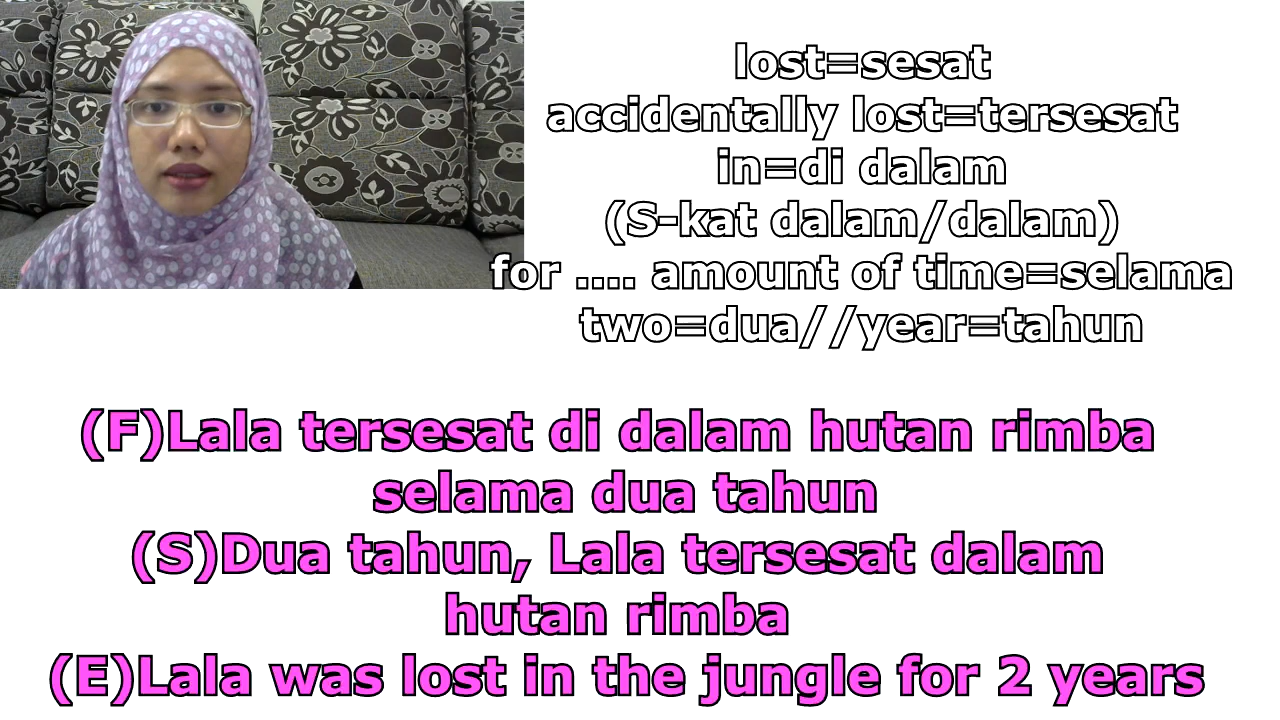 lost=sesat
accidentally lost=tersesat
in=di dalam
(S-kat dalam/dalam)
for .... amount of time=selama
two=dua//year=tahun
(F)Lala tersesat di dalam hutan rimba
selama dua tahun
(S)Dua tahun, Lala tersesat dalam
hutan rimba
(E)Lala was lost in the jungle for 2 years